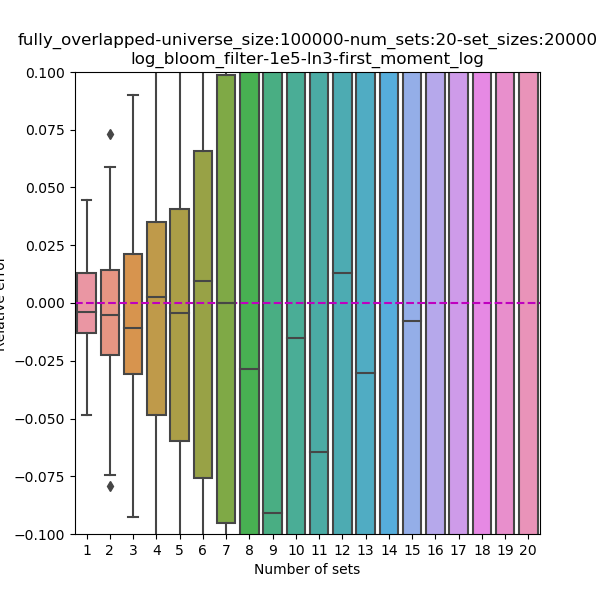 fully_overlapped-universe_size:100000-num_sets:20-set_sizes:20000
log_bloom_filter-1e5-ln3-first_moment_log
0.100
0.075
0.050
0.025
0.000
−0.025
−0.050
−0.075
−0.100
Relative error
1 2 3 4 5 6 7 8 9 10 11 12 13 14 15 16 17 18 19 20
Number of sets